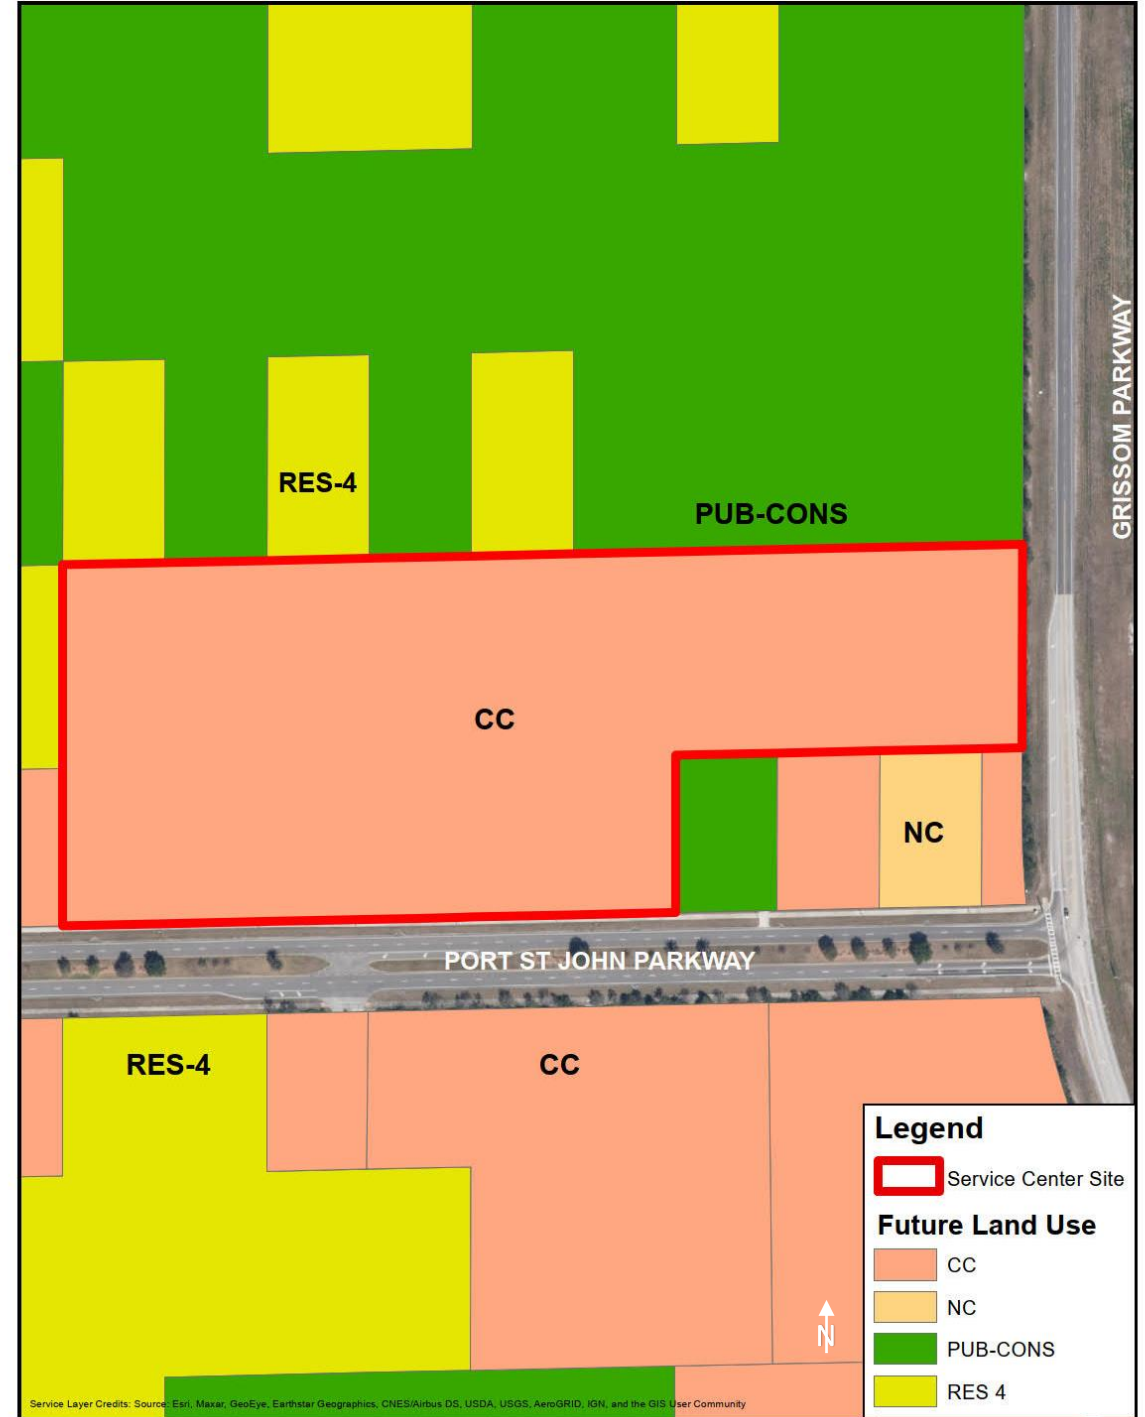 RES-4
PUB-CONS
GRISSOM PARKWAY
CC
NC
PORT ST JOHN PARKWAY
RES-4
CC
Legend
Service Center Site
Future Land Use
CC
NC
PUB-CONS
RES 4
N
Service Layer Credits: Source: Esri, Maxar, GeoEye, Earthstar Geographics, CNES/Airbus DS, USDA, USGS, AeroGRID, IGN, and the GIS User Community